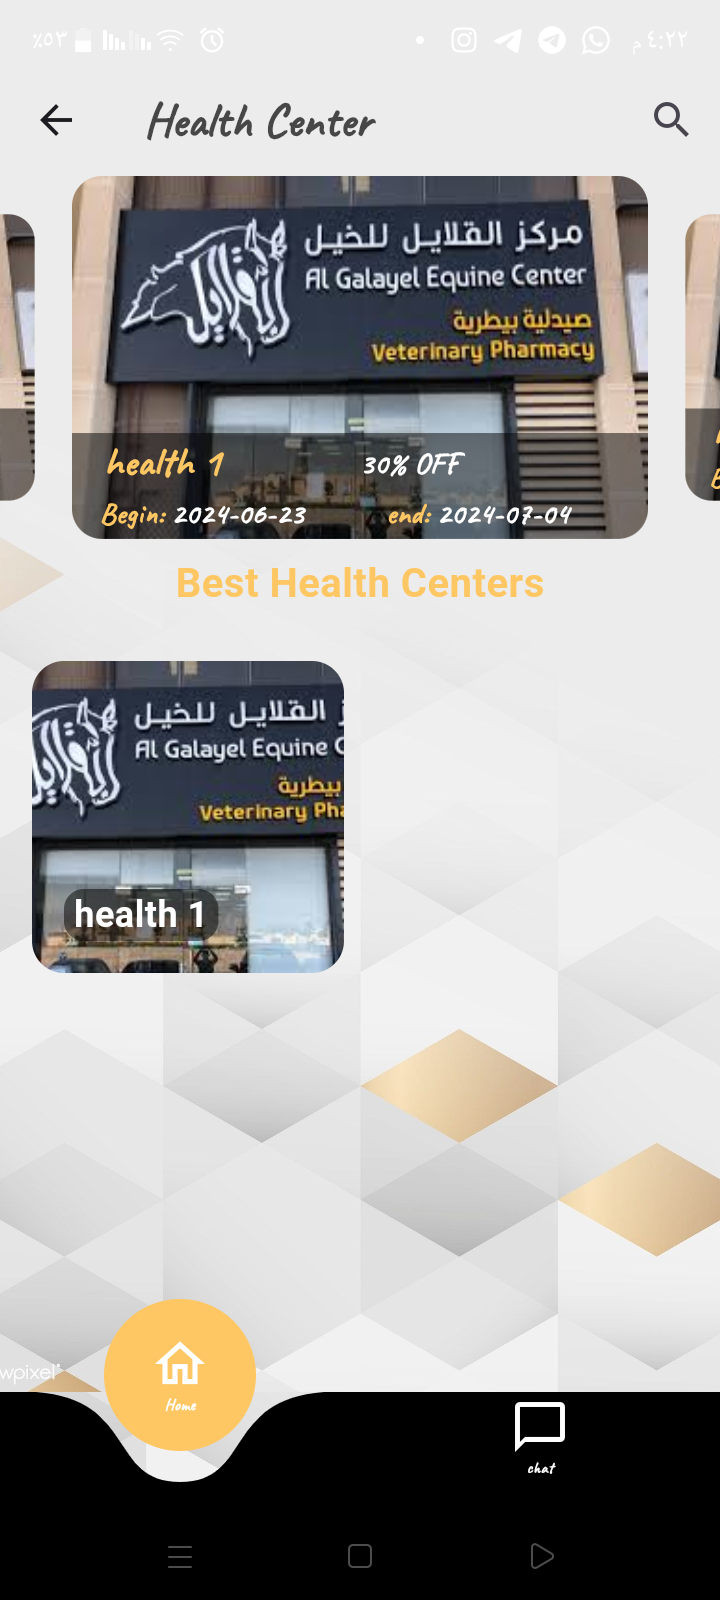 ٪٥٣
٤:٢٢ م
Health Center
مركز القلايل للخيل
Al Galayel Equine Center
صيدلية بيطرية
Veterinary Pharmacy
health 1
30% OFF
Begin: 2024-06-23
end: 2024-07-04
Best Health Centers
القلايل للخيل
Al Galayel Equine C
بيطرية
Veterinary Pha
health 1
wpixel
Home
chat